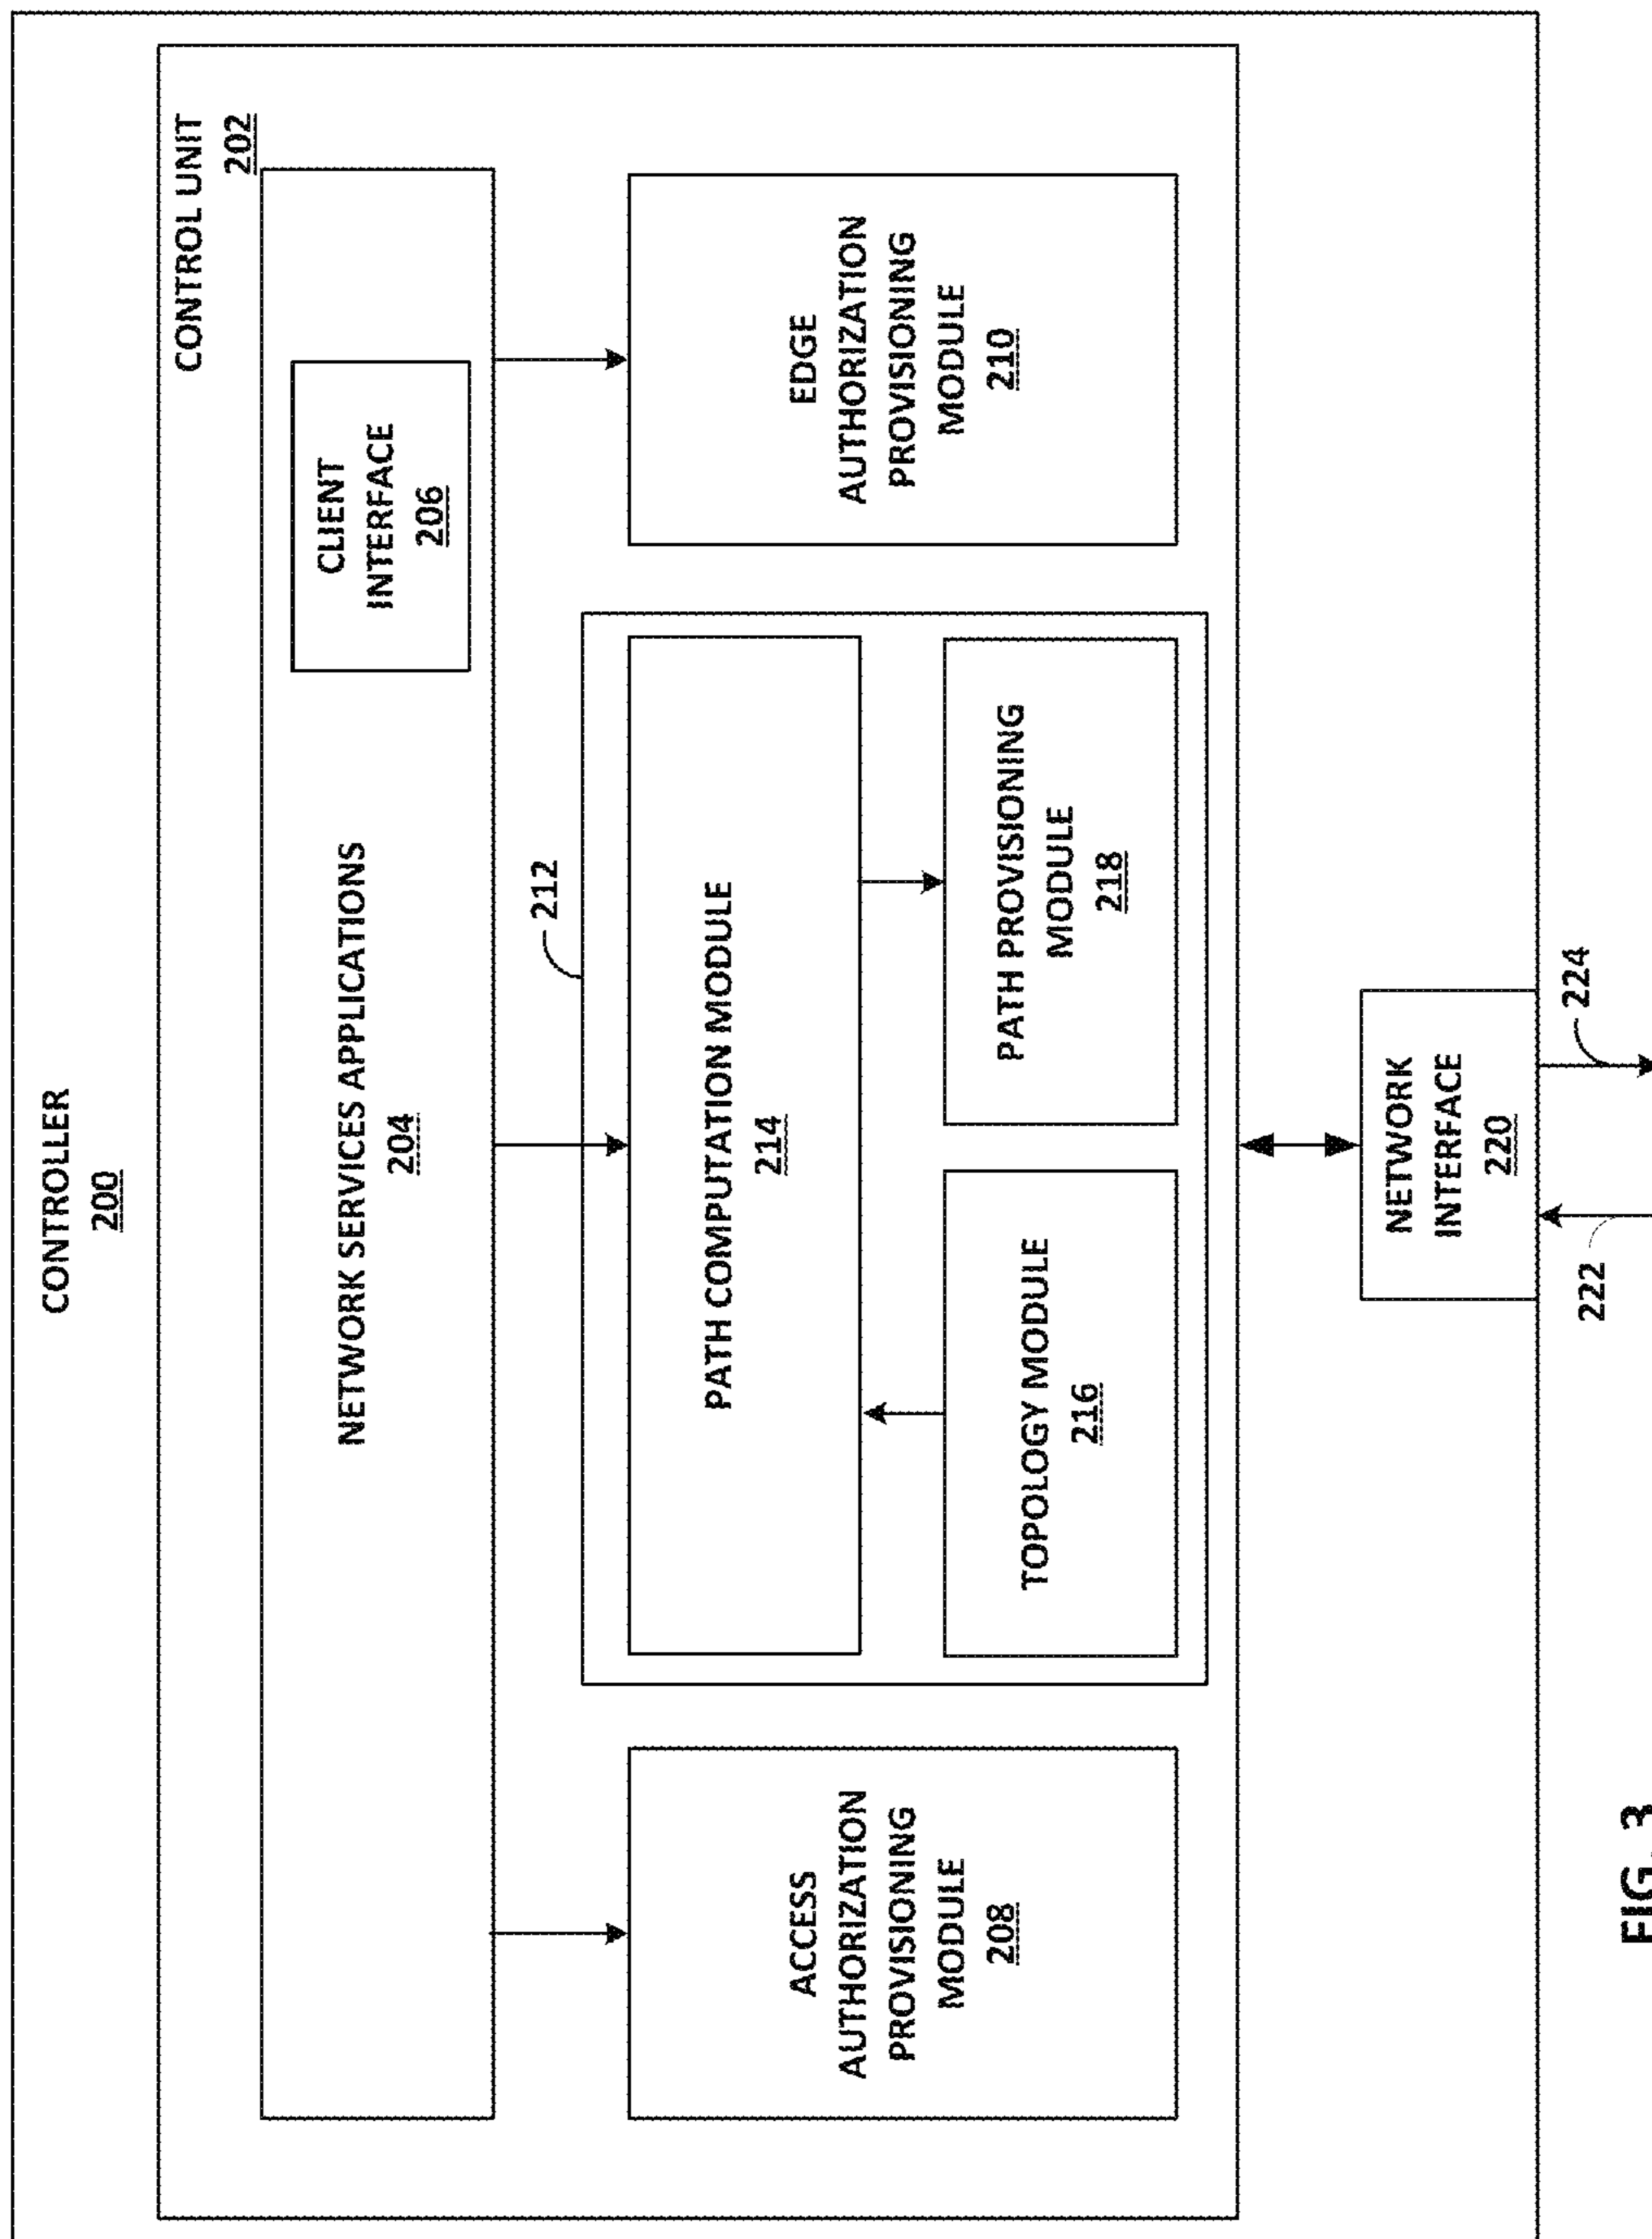 CONTROLLER
200
CONTROL UNIT
202
NETWORK SERVICES APPLICATIONS
204
CLIENT
INTERFACE
206
212
ACCESS
AUTHORIZATION
PROVISIONING
MODULE
208
PATH COMPUTATION MODULE
214
TOPOLOGY MODULE
216
PATH PROVISIONING
MODULE
218
EDGE
AUTHORIZATION
PROVISIONING
MODULE
210
NETWORK
INTERFACE
220
222
224
FIG. 3